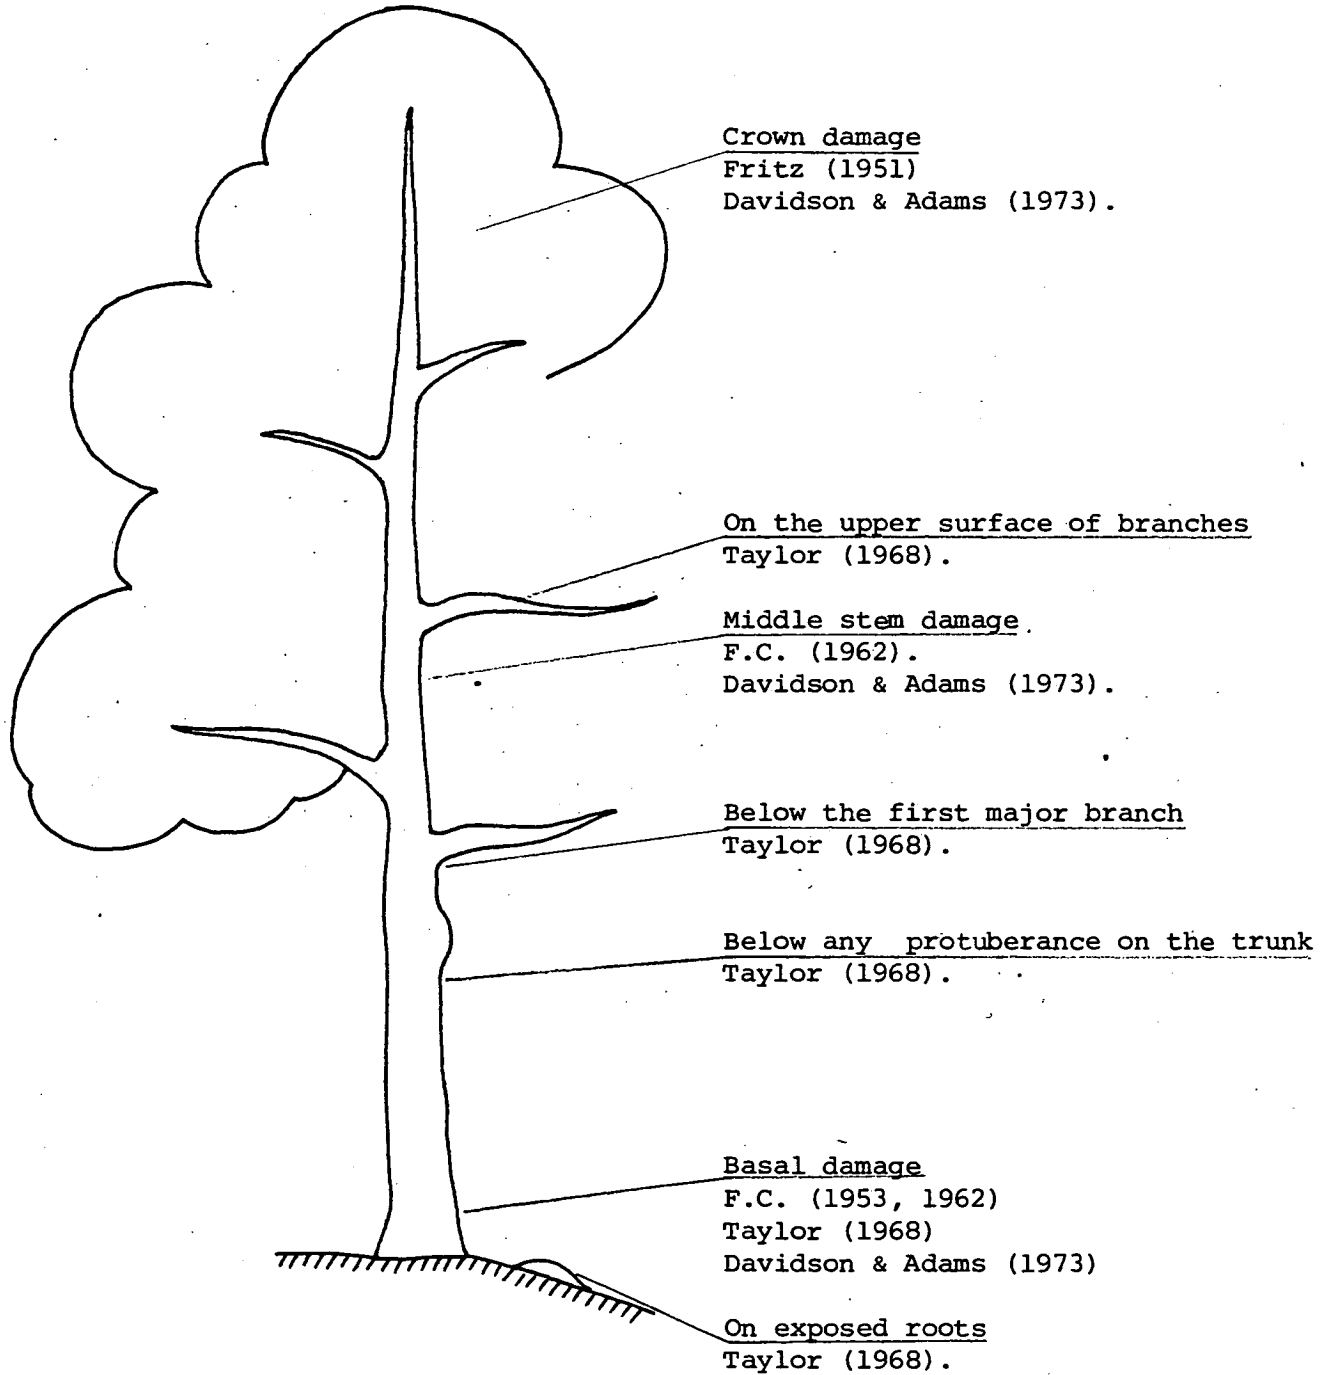 Crown damage
Fritz (1951)
Davidson & Adams (1973).
On the upper surface of branches
Taylor (1968).
Middle stem damage
F.C. (1962).
Davidson & Adams (1973).
Below the first major branch
Taylor (1968).
Below any protuberance on the trunk
Taylor (1968).
Basal damage
F.C. (1953, 1962)
Taylor (1968)
Davidson & Adams (1973)
On exposed roots
Taylor (1968).